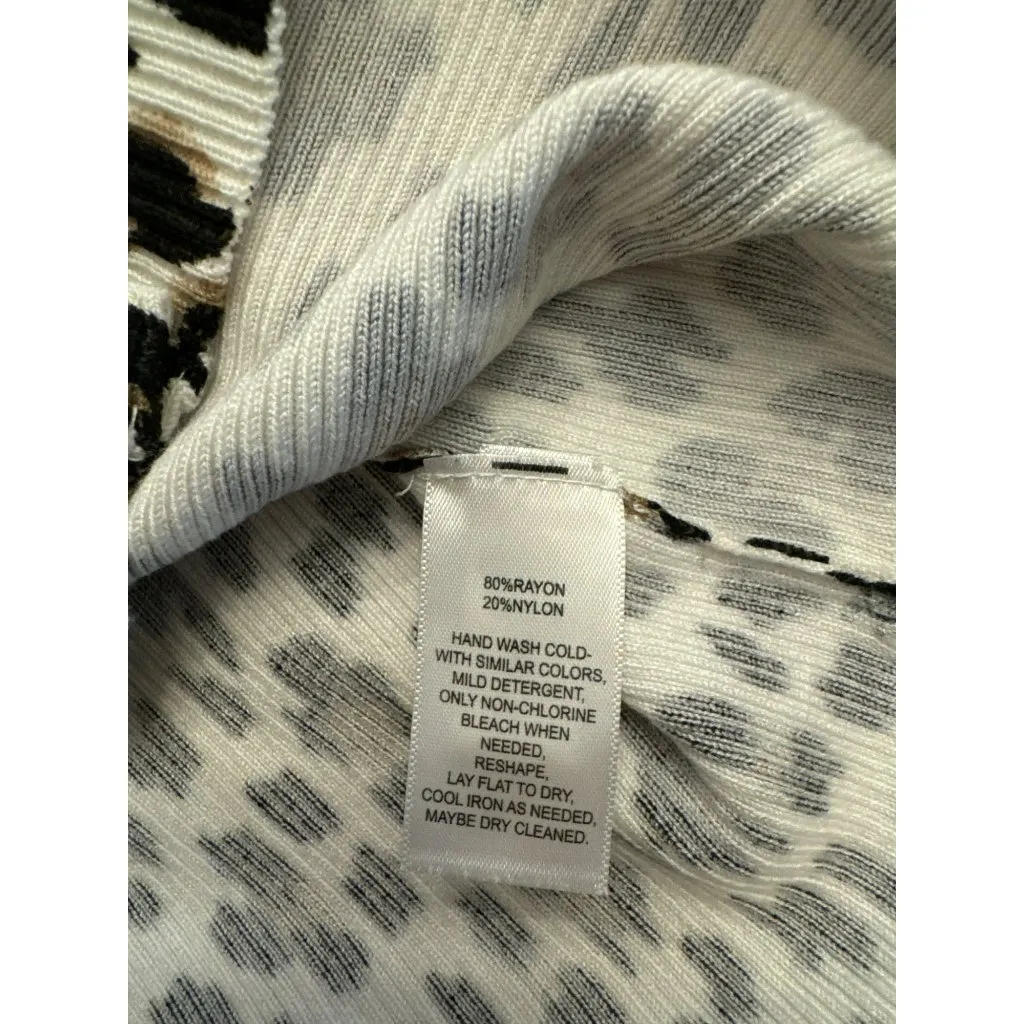 80%RAYON
20%NYLON
HAND WASH COLD-
WITH SIMILAR COLORS,
MILD DETERGENT,
ONLY NON-CHLORINE
BLEACH WHEN
NEEDED,
RESHAPE,
LAY FLAT TO DRY,
COOL IRON AS NEEDED,
MAYBE DRY CLEANED.